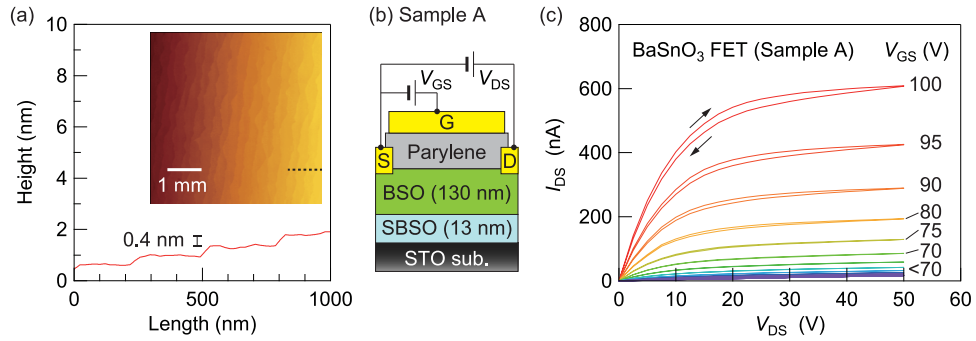 (a)
10
8
6
4
2
0
Height (nm)
1 mm
0.4 nm
0
500
1000
Length (nm)
(b) Sample A
VGS
VDS
G
Parylene
S
D
BSO (130 nm)
SBSO (13 nm)
STO sub.
(c)
800
600
400
200
0
IDS (nA)
BaSnO3 FET (Sample A)
VGS (V)
100
95
90
80
75
70
<70
0
10
20
30
40
50
60
VDS (V)